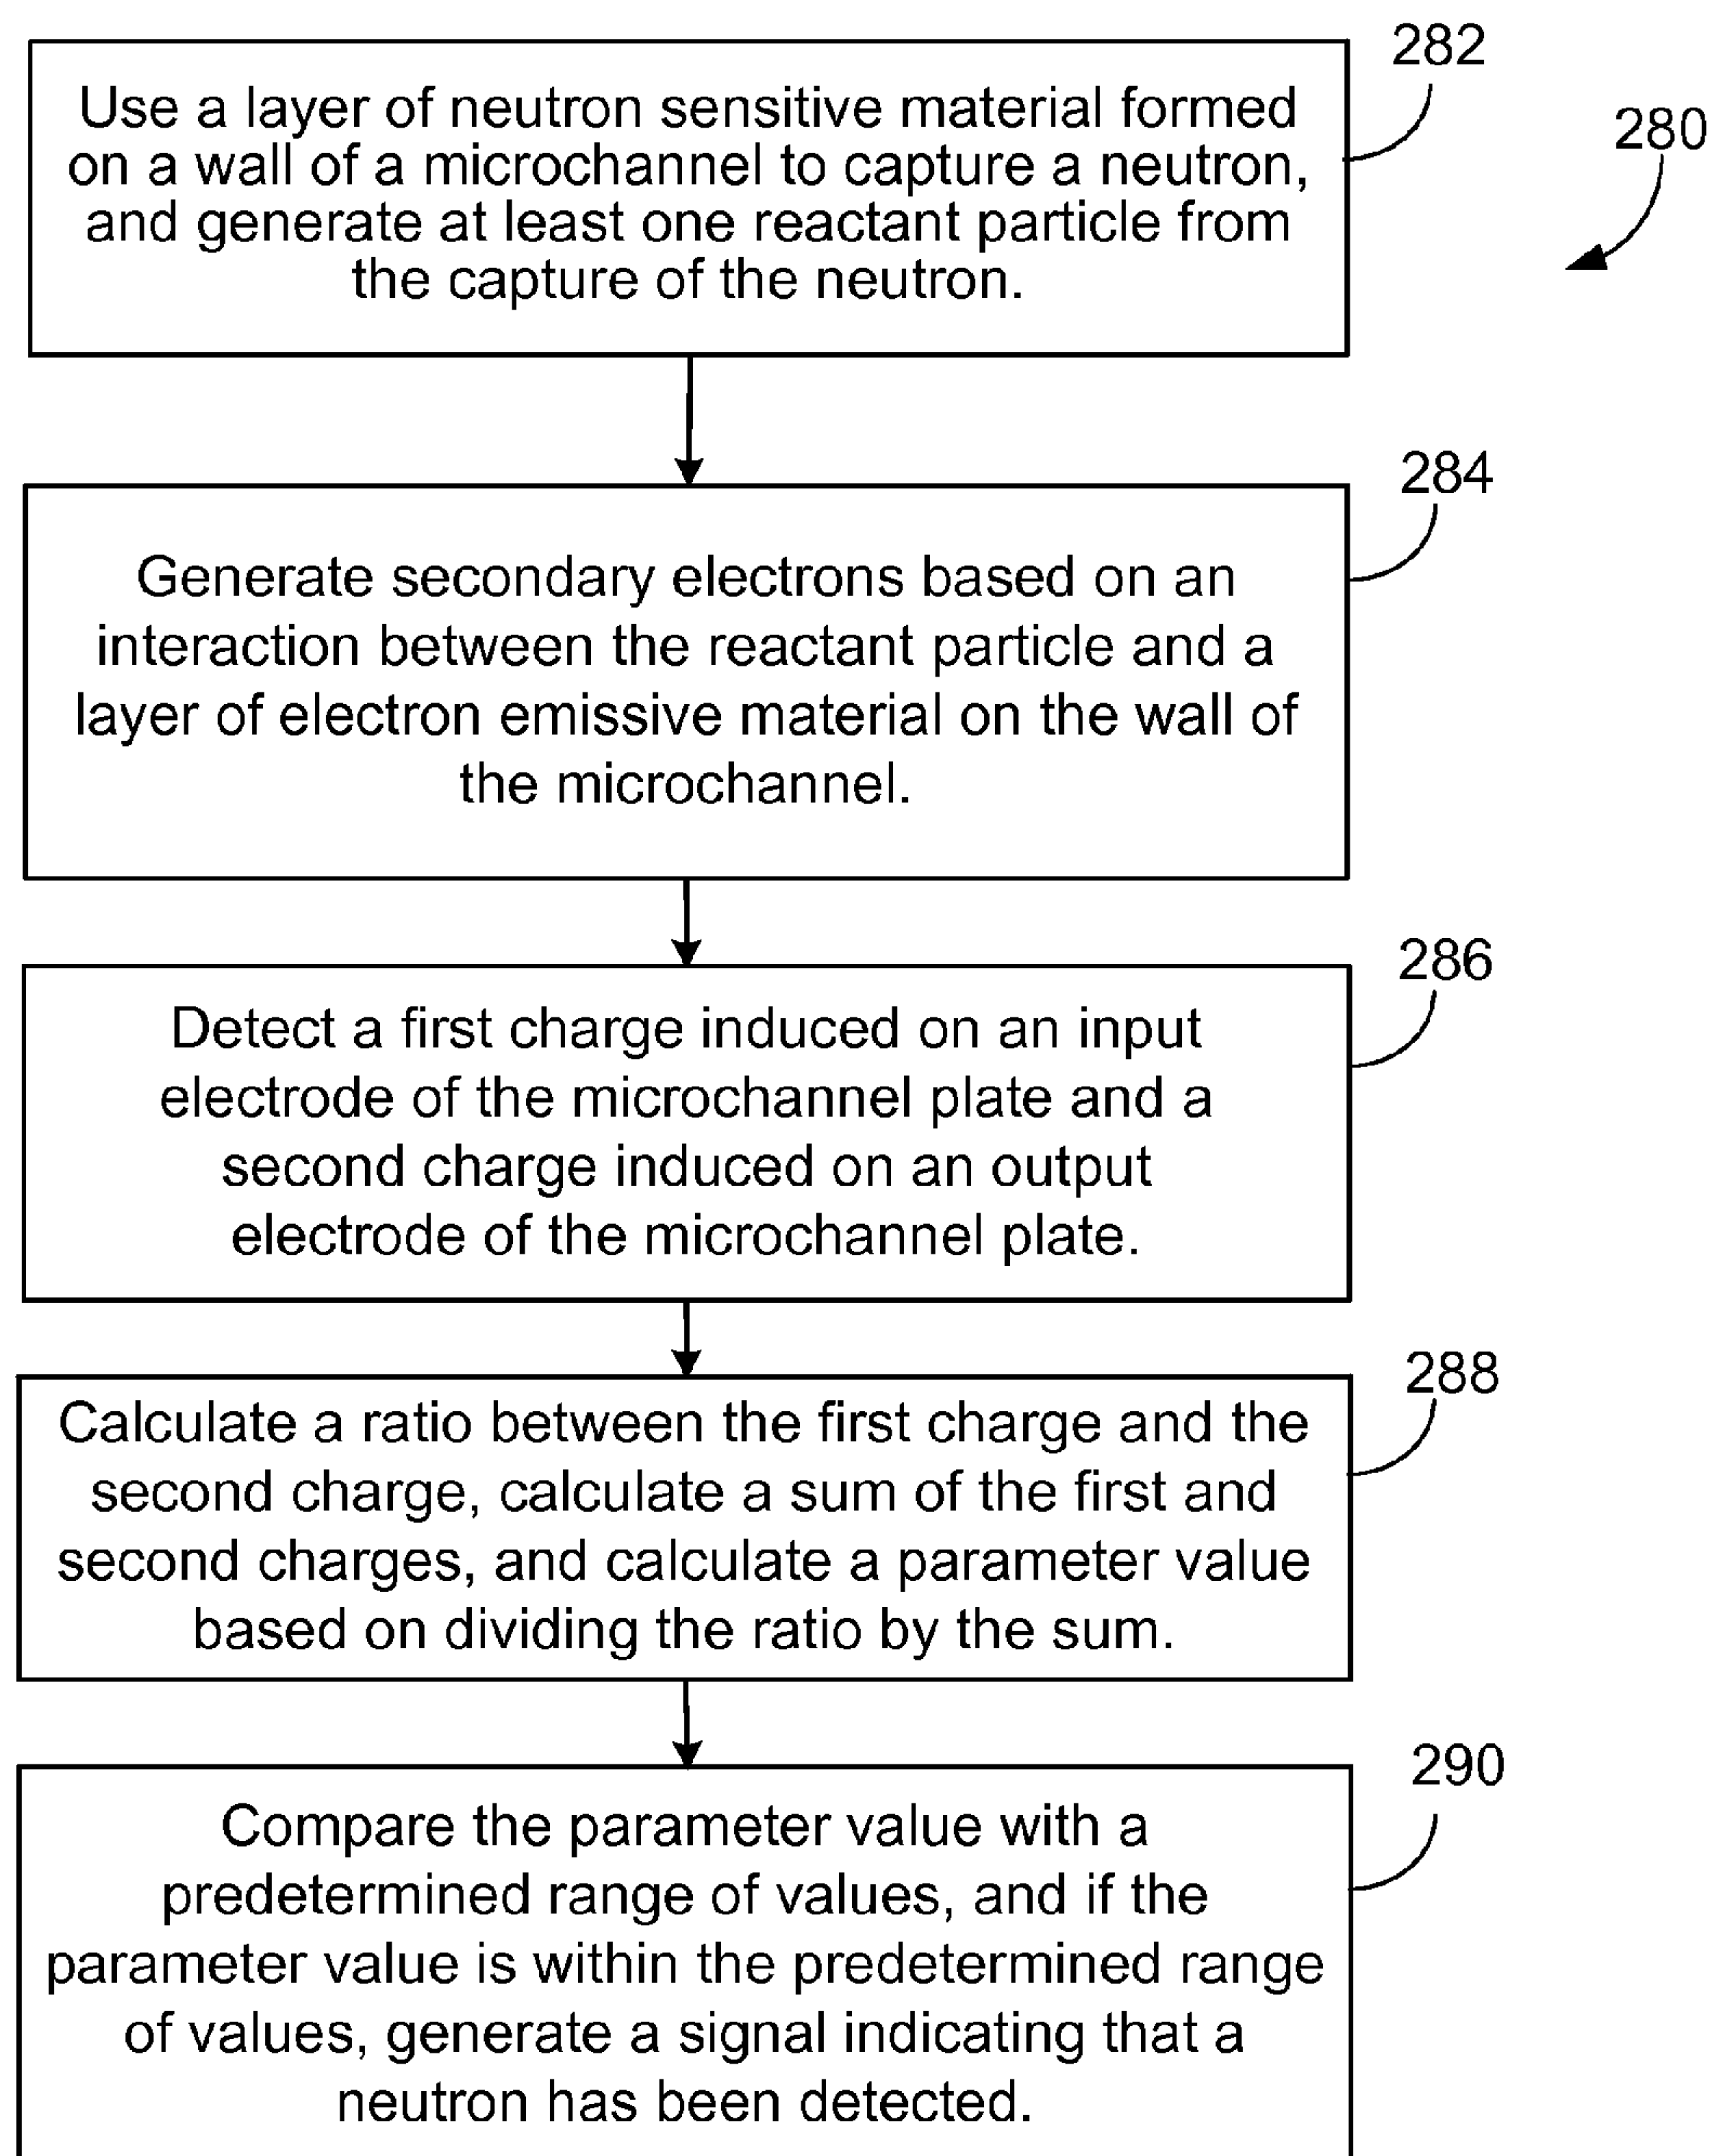 282
280
Use a layer of neutron sensitive material formed
on a wall of a microchannel to capture a neutron,
and generate at least one reactant particle from
the capture of the neutron.
284
Generate secondary electrons based on an
interaction between the reactant particle and a
layer of electron emissive material on the wall of
the microchannel.
286
Detect a first charge induced on an input
electrode of the microchannel plate and a
second charge induced on an output
electrode of the microchannel plate.
288
Calculate a ratio between the first charge and the
second charge, calculate a sum of the first and
second charges, and calculate a parameter value
based on dividing the ratio by the sum.
290
Compare the parameter value with a
predetermined range of values, and if the
parameter value is within the predetermined range
of values, generate a signal indicating that a
neutron has been detected.